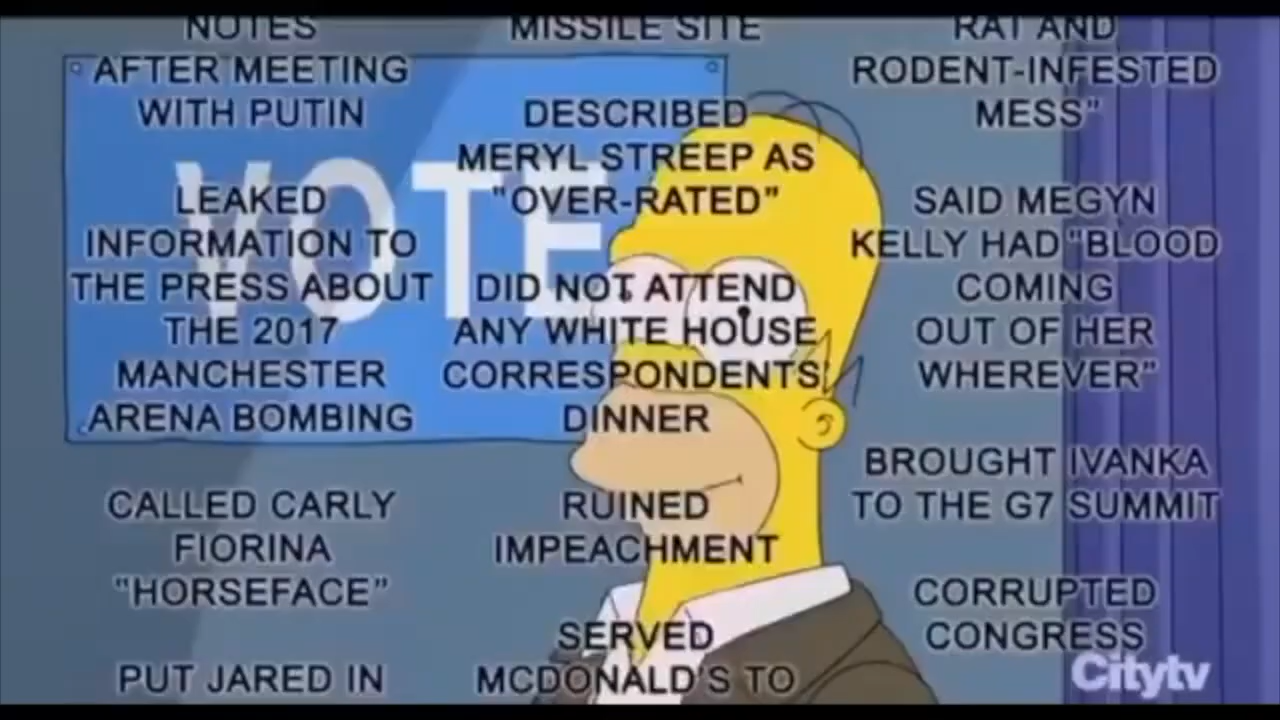 NOTES
AFTER MEETING
WITH PUTIN
LEAKED
INFORMATION TO
THE PRESS ABOUT
THE 2017
MANCHESTER
ARENA BOMBING
CALLED CARLY
FIORINA
"HORSEFACE”
PUT JARED IN
MISSILE SITE
DESCRIBED
MERYL STREEP AS
"OVER-RATED”
DID NOT ATTEND
ANY WHITE HOUSE
CORRESPONDENTS'
DINNER
RUINED
IMPEACHMENT
SERVED
MCDONALD'S TO
RAT AND
RODENT-INFESTED
MESS”
SAID MEGYN
KELLY HAD "BLOOD
COMING
OUT OF HER
WHEREVER”
BROUGHT IVANKA
TO THE G7 SUMMIT
CORRUPTED
CONGRESS
VOTE
Citytv